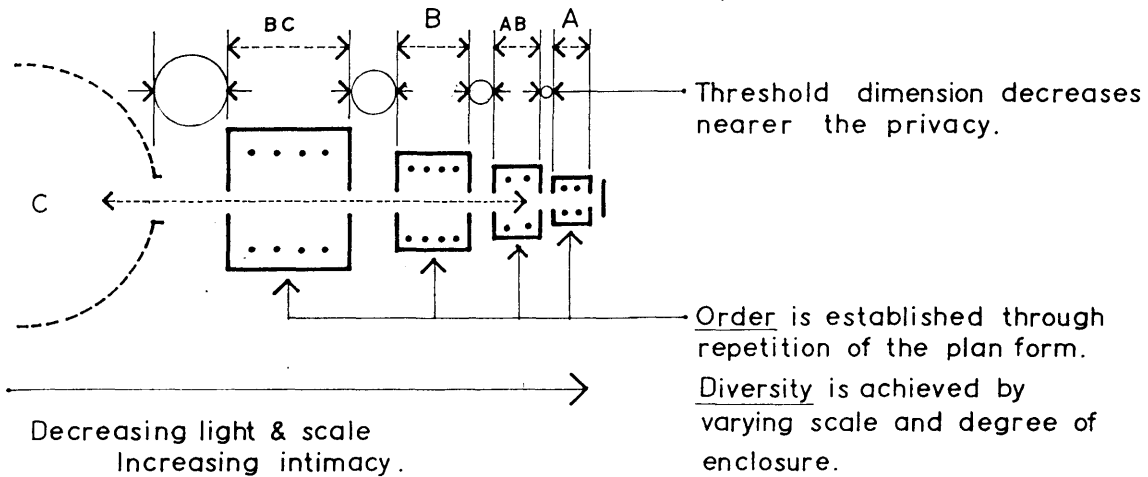 BC B AB A
Threshold dimension decreases
nearer the privacy.
C
Order is established through
repetition of the plan form.
Diversity is achieved by
varying scale and degree of
enclosure.
Decreasing light & scale
Increasing intimacy.